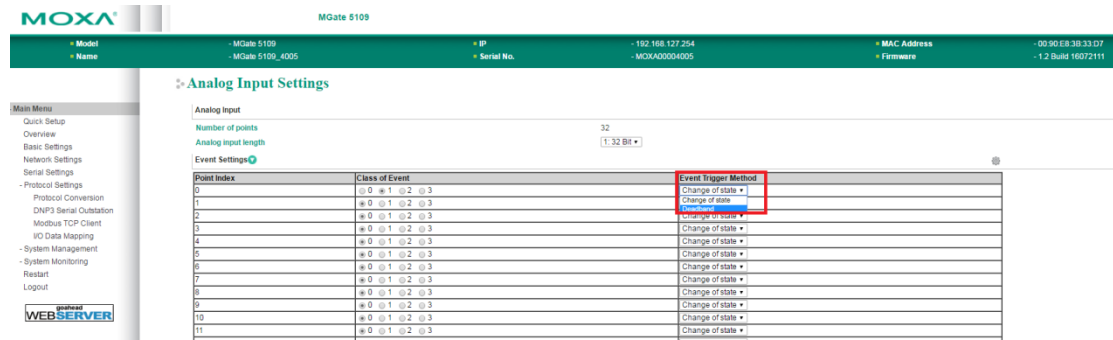 MOXA®
MGate 5109
Model - MGate 5109 IP - 192.168.127.254 MAC Address - 00:90:E8:3B:33:D7
Name - MGate 5109_4005 Serial No. - MOXA00004005 Firmware - 1.2 Build 16072111
Analog Input Settings
- Main Menu
Quick Setup
Overview
Basic Settings
Network Settings
Serial Settings
- Protocol Settings
Protocol Conversion
DNP3 Serial Outstation
Modbus TCP Client
I/O Data Mapping
- System Management
- System Monitoring
Restart
Logout
goahead
WEBSERVER
Analog Input
Number of points 32
Analog input length 1: 32 Bit
Event Settings
Point Index Class of Event Event Trigger Method
0 0 1 2 3 Change of state
Change of state
Deadband
1 0 1 2 3
2 0 1 2 3 Change of state
3 0 1 2 3 Change of state
4 0 1 2 3 Change of state
5 0 1 2 3 Change of state
6 0 1 2 3 Change of state
7 0 1 2 3 Change of state
8 0 1 2 3 Change of state
9 0 1 2 3 Change of state
10 0 1 2 3 Change of state
11 0 1 2 3 Change of state